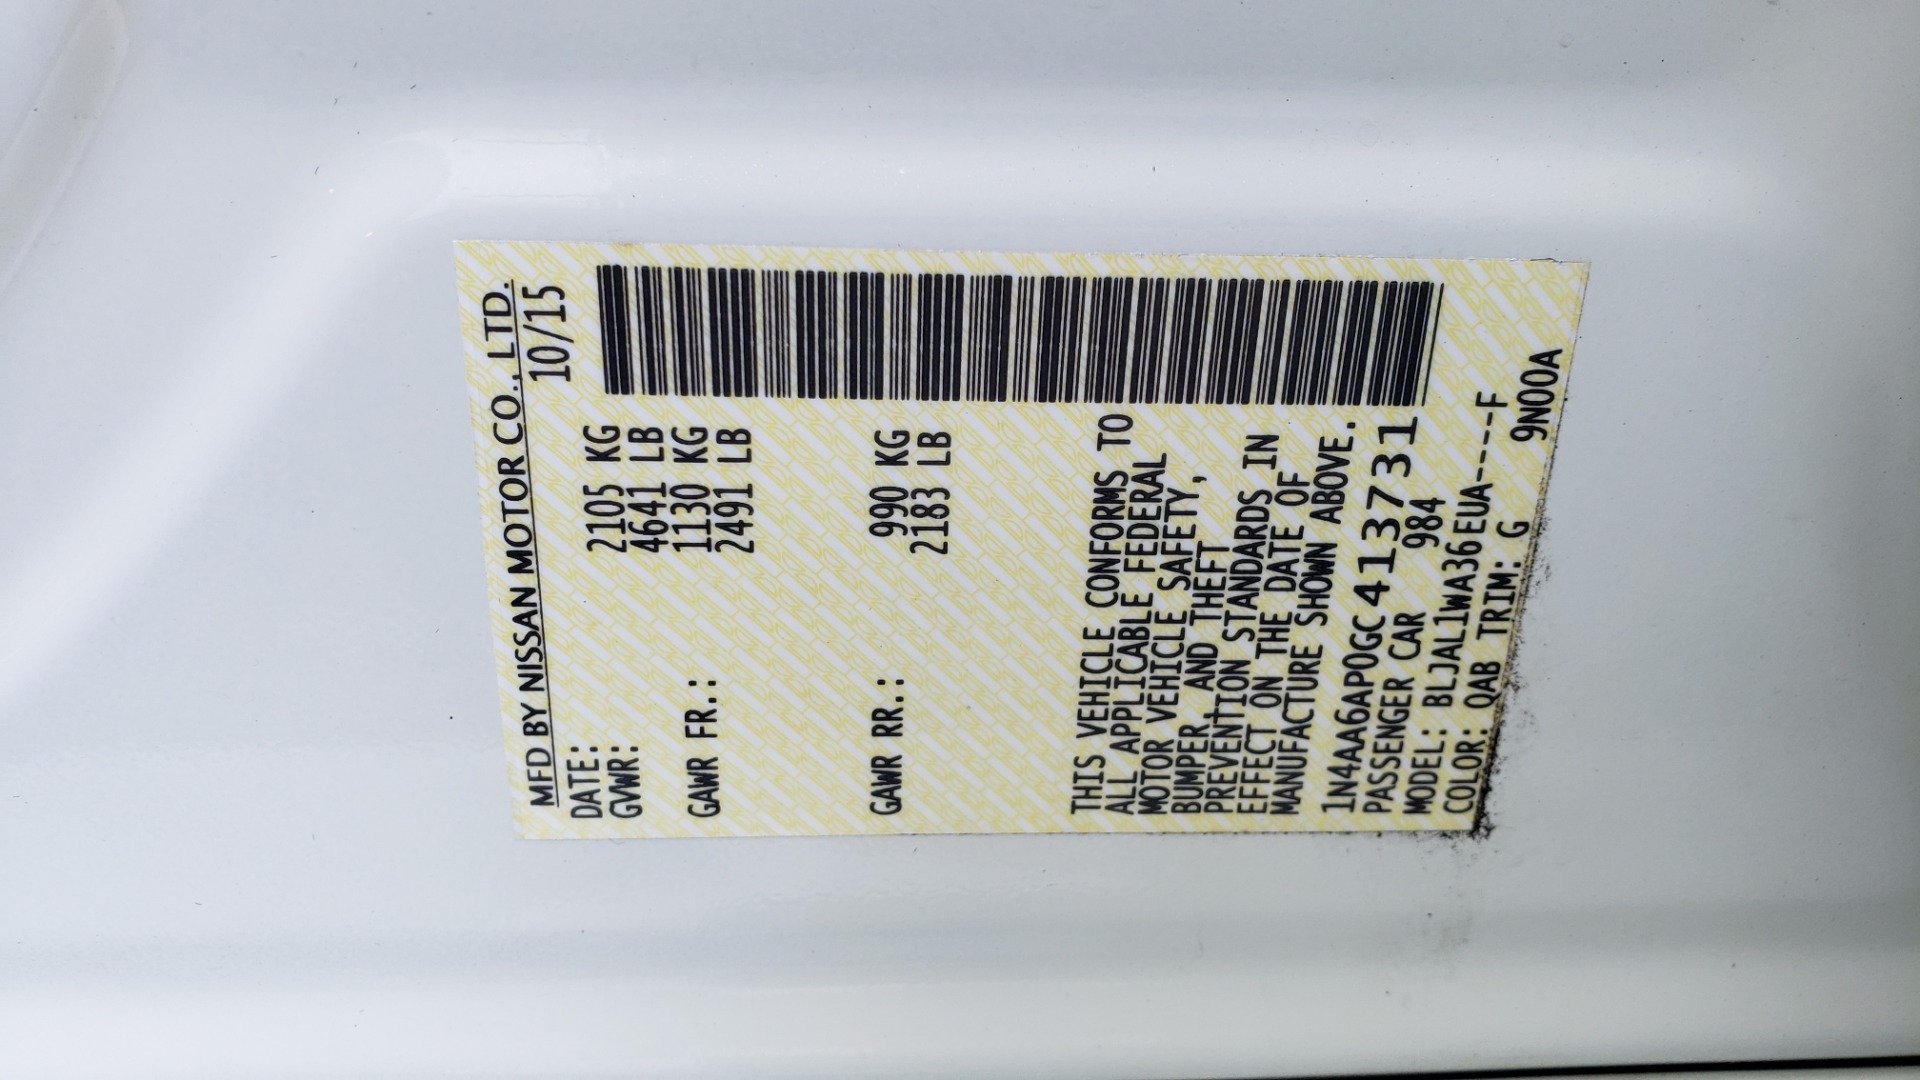 MFD BY NISSAN MOTOR CO., LTD.
DATE: 10/15
GVWR: 2105 KG
4641 LB
GAWR FR.: 1130 KG
2491 LB
GAWR RR.: 990 KG
2183 LB
THIS VEHICLE CONFORMS TO
ALL APPLICABLE FEDERAL
MOTOR VEHICLE SAFETY,
BUMPER, AND THEFT
PREVENTION STANDARDS IN
EFFECT ON THE DATE OF
MANUFACTURE SHOWN ABOVE.
1N4AA6AP0GC413731
PASSENGER CAR 984
MODEL: BLJAL1WA36EUA----F
COLOR: QAB TRIM: G 9N00A